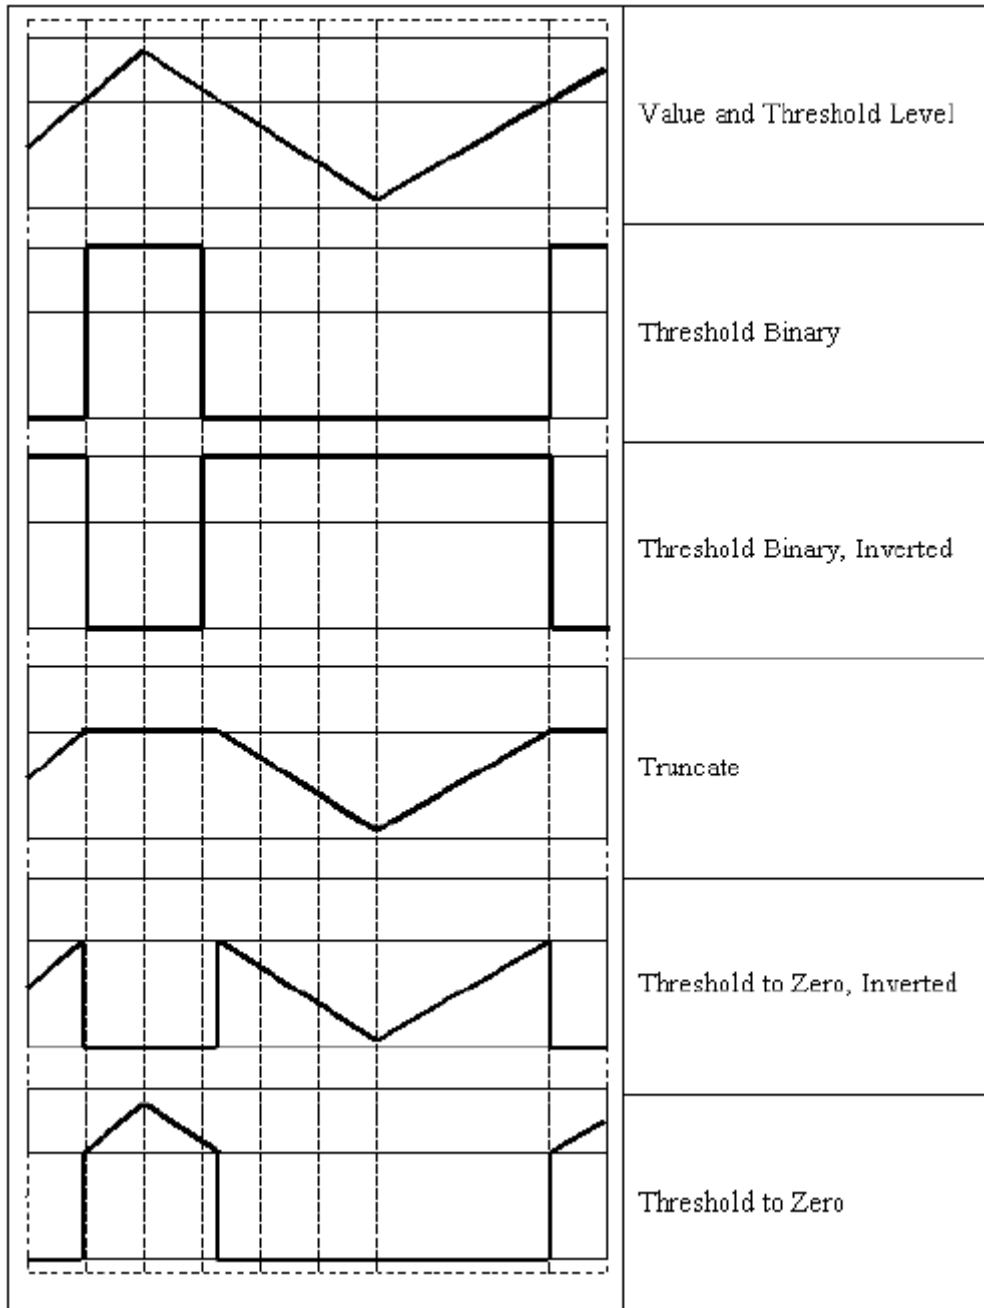 Value and Threshold Level
Threshold Binary
Threshold Binary, Inverted
Truncate
Threshold to Zero, Inverted
Threshold to Zero